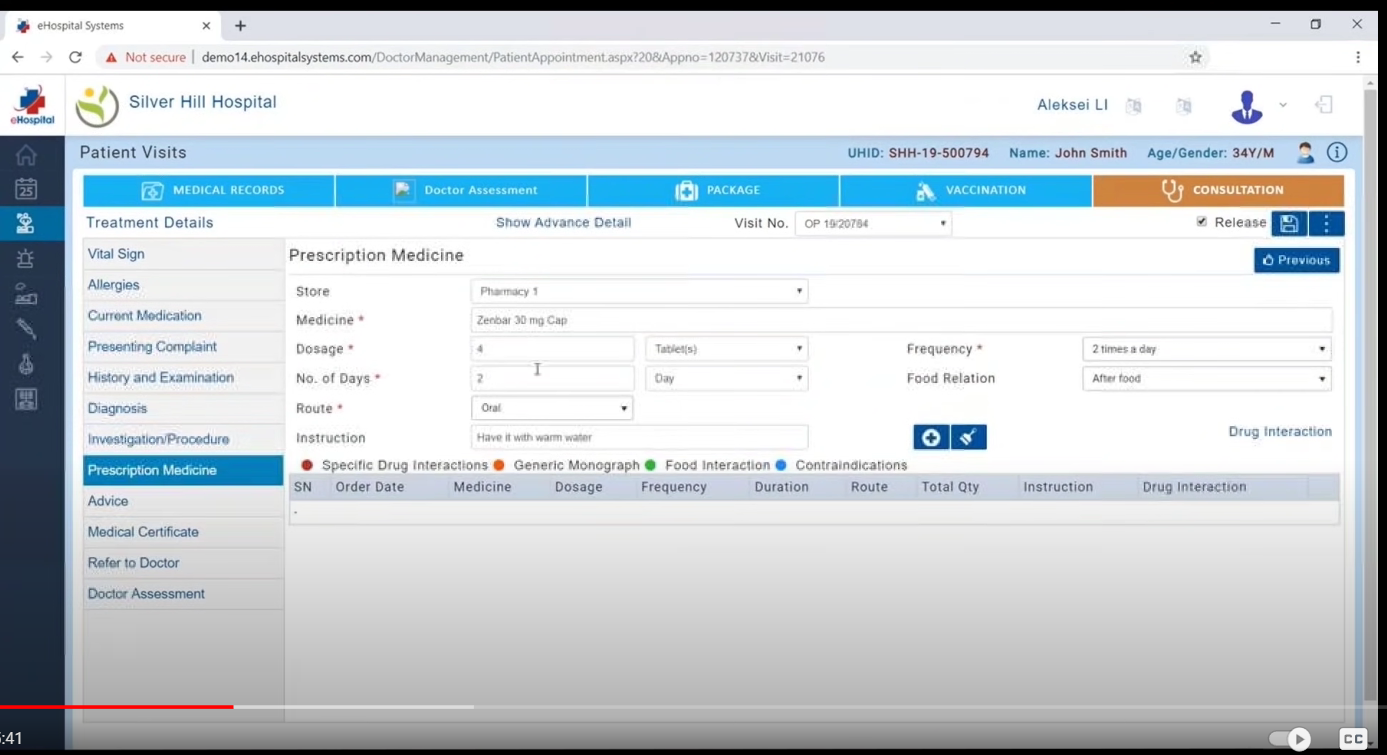 eHospital Systems
Not secure | demo14.ehospitalsystems.com/DoctorManagement/PatientAppointment.aspx?20&Appno=120737&Visit=21076
eHospital
Silver Hill Hospital
Aleksei LI
25
Patient Visits
UHID: SHH-19-500794 Name: John Smith Age/Gender: 34Y/M
MEDICAL RECORDS Doctor Assessment PACKAGE VACCINATION CONSULTATION
Treatment Details Show Advance Detail Visit No. OP 19/20764 Release
Vital Sign
Allergies
Current Medication
Presenting Complaint
History and Examination
Diagnosis
Investigation/Procedure
Prescription Medicine
Advice
Medical Certificate
Refer to Doctor
Doctor Assessment
Prescription Medicine
Previous
Store Pharmacy 1
Medicine * Zenbar 30 mg Cap
Dosage * 4 Tablet(s) Frequency * 2 times a day
No. of Days * 2 Day Food Relation After food
Route * Oral
Instruction Have it with warm water Drug Interaction
Specific Drug Interactions Generic Monograph Food Interaction Contraindications
SN Order Date Medicine Dosage Frequency Duration Route Total Qty Instruction Drug Interaction
-
:41
CC